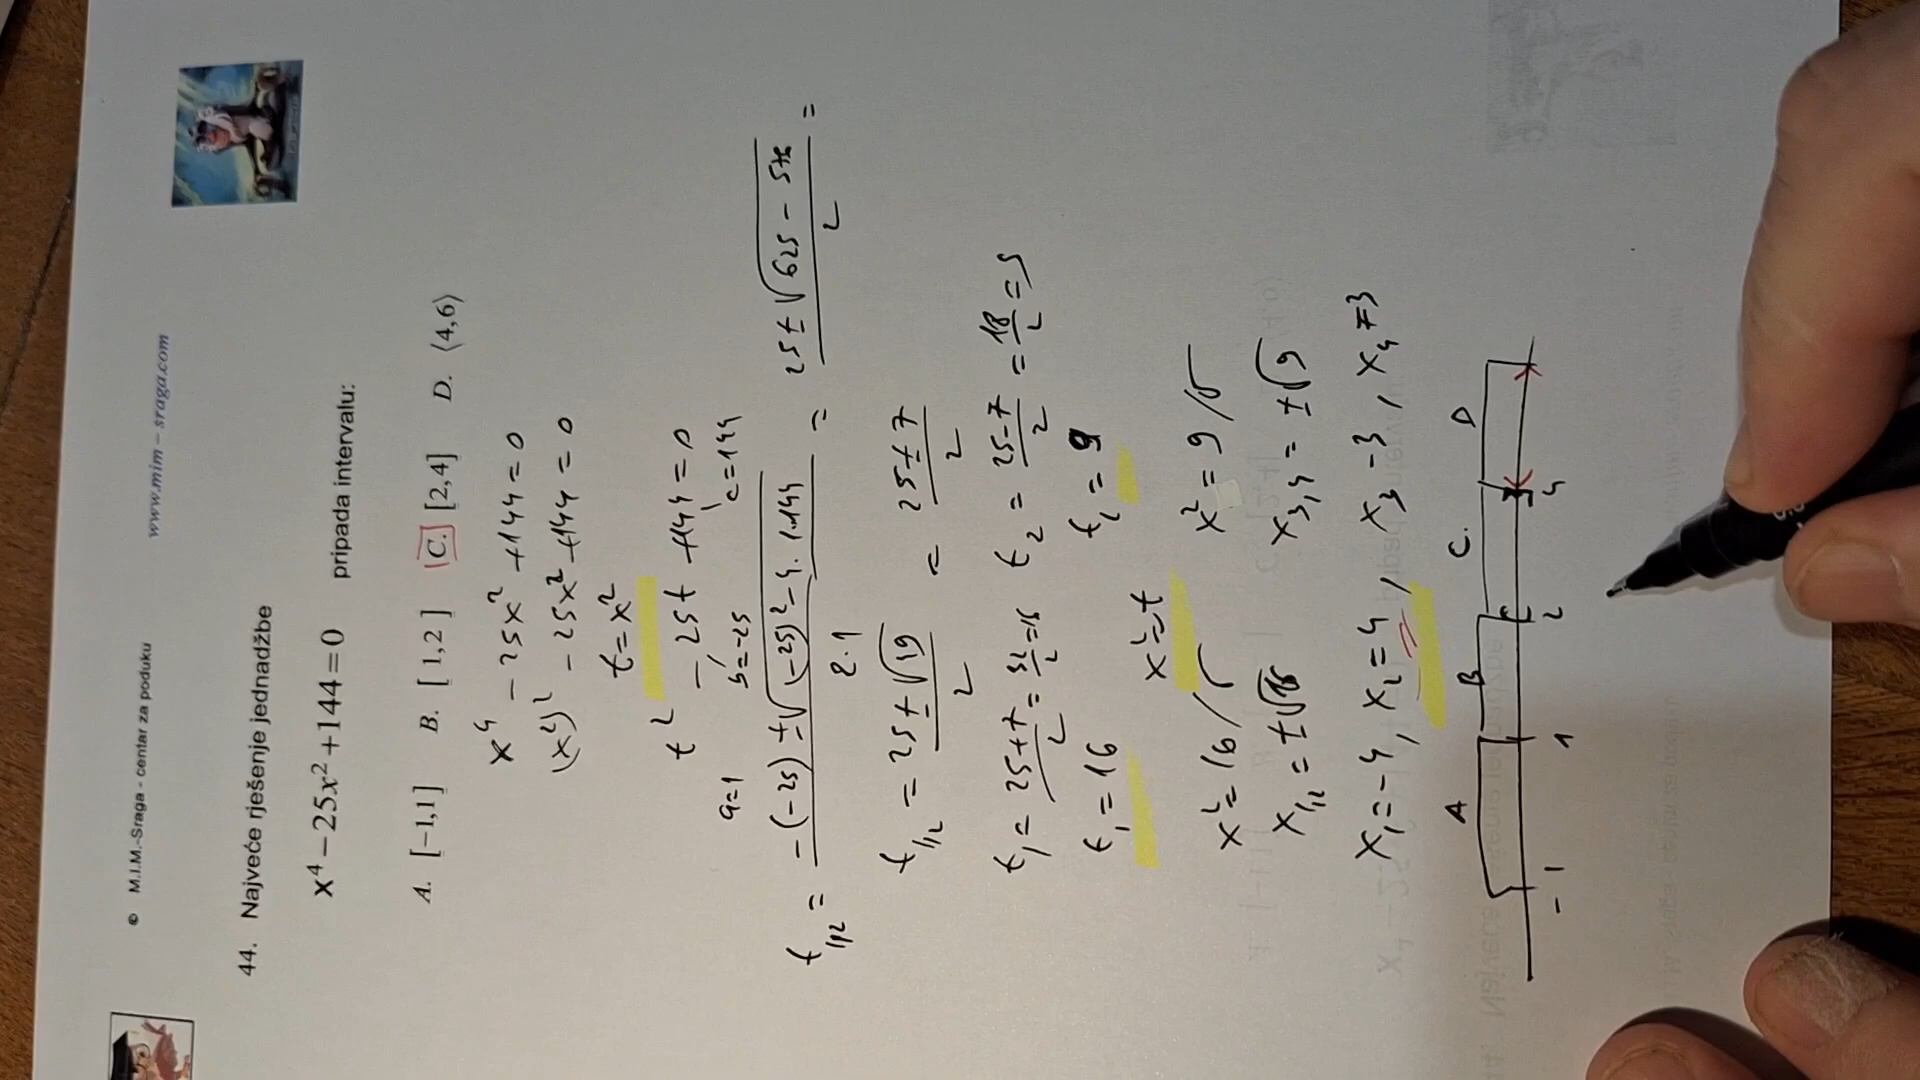 © M.I.M.-Sraga - centar za poduku www.mim-sraga.com
44. Najveće rješenje jednadžbe
x⁴−25x²+144=0 pripada intervalu:
A. [−1,1] B. [1,2] C. [2,4] D. ⟨4,6⟩
x⁴ − 25x² + 144 = 0
(x²)² − 25x² + 144 = 0
t = x²
t² − 25t + 144 = 0
a=1 b=−25 c=144
t₁,₂ = −(−25) ± √(−25)² − 4·1·144 / 2·1 = 25 ± √625 − 576 / 2 =
t₁,₂ = 25 ± √49 / 2 = 25 ± 7 / 2
t₁ = 25+7 / 2 = 32/2 = 16 t₂ = 25−7 / 2 = 18/2 = 9
t₁ = 16 t₂ = 9
x² = t
x² = 16 /√ x² = 9 /√
x₁,₂ = ±√16 x₃,₄ = ±√9
x₁ = −4, x₂ = 4, x₃ −3, x₄ = 3
A B C. D
−1 1 2 4